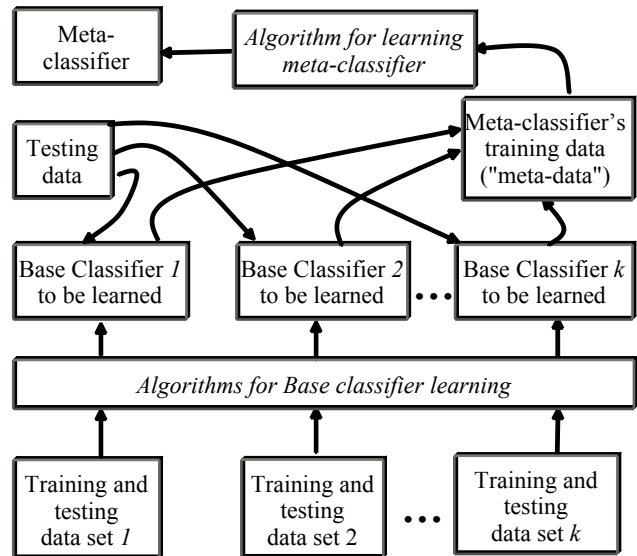 Meta-
classifier
Algorithm for learning
meta-classifier
Testing
data
Meta-classifier's
training data
("meta-data")
Base Classifier 1
to be learned
Base Classifier 2
to be learned
...
Base Classifier k
to be learned
Algorithms for Base classifier learning
Training and
testing
data set 1
Training and
testing
data set 2
...
Training and
testing
data set k